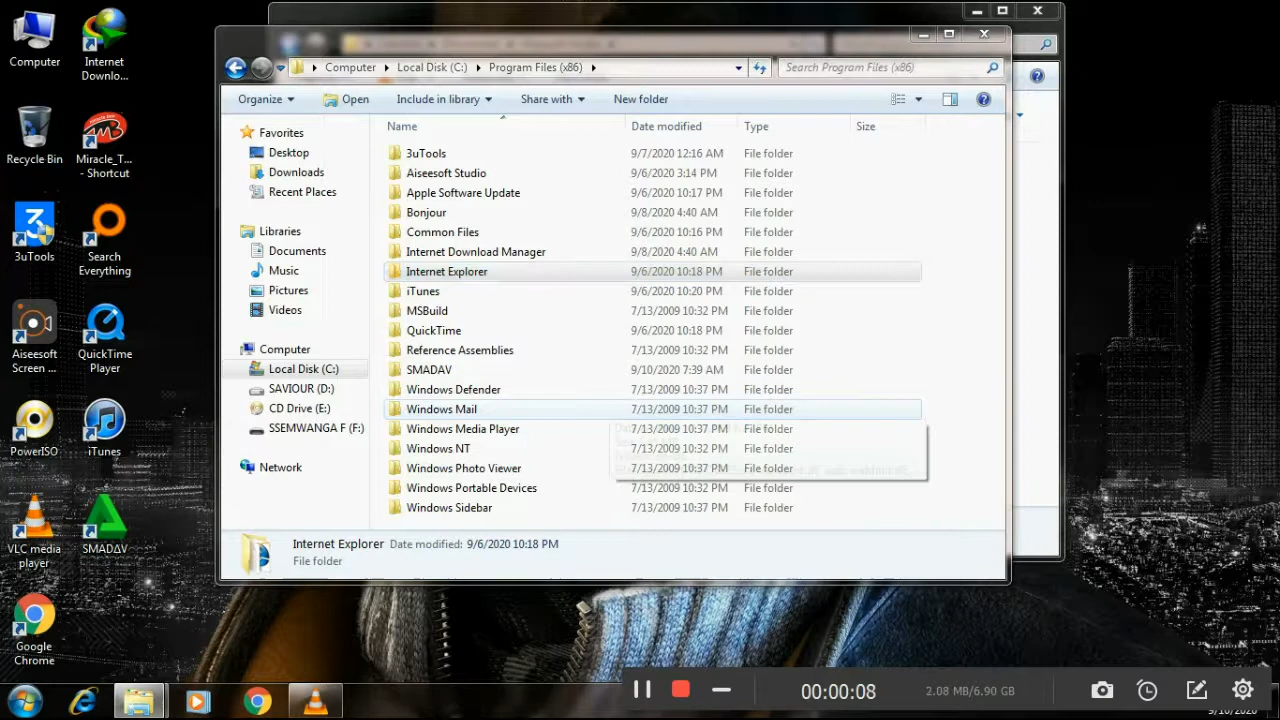 Computer
Internet
Downlo...
Recycle Bin
Miracle_T...
- Shortcut
3uTools
Search
Everything
Aiseesoft
Screen ...
QuickTime
Player
PowerISO
iTunes
VLC media
player
SMADΔV
Google
Chrome
Computer
Local Disk (C:)
Program Files (x86)
Search Program Files (x86)
Organize
Open
Include in library
Share with
New folder
Favorites
Desktop
Downloads
Recent Places
Libraries
Documents
Music
Pictures
Videos
Computer
Local Disk (C:)
SAVIOUR (D:)
CD Drive (E:)
SSEMWANGA F (F:)
Network
Name Date modified Type Size
3uTools 9/7/2020 12:16 AM File folder
Aiseesoft Studio 9/6/2020 3:14 PM File folder
Apple Software Update 9/6/2020 10:17 PM File folder
Bonjour 9/8/2020 4:40 AM File folder
Common Files 9/6/2020 10:16 PM File folder
Internet Download Manager 9/8/2020 4:40 AM File folder
Internet Explorer 9/6/2020 10:18 PM File folder
iTunes 9/6/2020 10:20 PM File folder
MSBuild 7/13/2009 10:32 PM File folder
QuickTime 9/6/2020 10:18 PM File folder
Reference Assemblies 7/13/2009 10:32 PM File folder
SMADAV 9/10/2020 7:39 AM File folder
Windows Defender 7/13/2009 10:37 PM File folder
Windows Mail 7/13/2009 10:37 PM File folder
Windows Media Player 7/13/2009 10:37 PM File folder
Windows NT 7/13/2009 10:32 PM File folder
Windows Photo Viewer 7/13/2009 10:37 PM File folder
Windows Portable Devices 7/13/2009 10:32 PM File folder
Windows Sidebar 7/13/2009 10:37 PM File folder
Internet Explorer Date modified: 9/6/2020 10:18 PM
File folder
00:00:08
2.08 MB/6.90 GB
9/10/2020